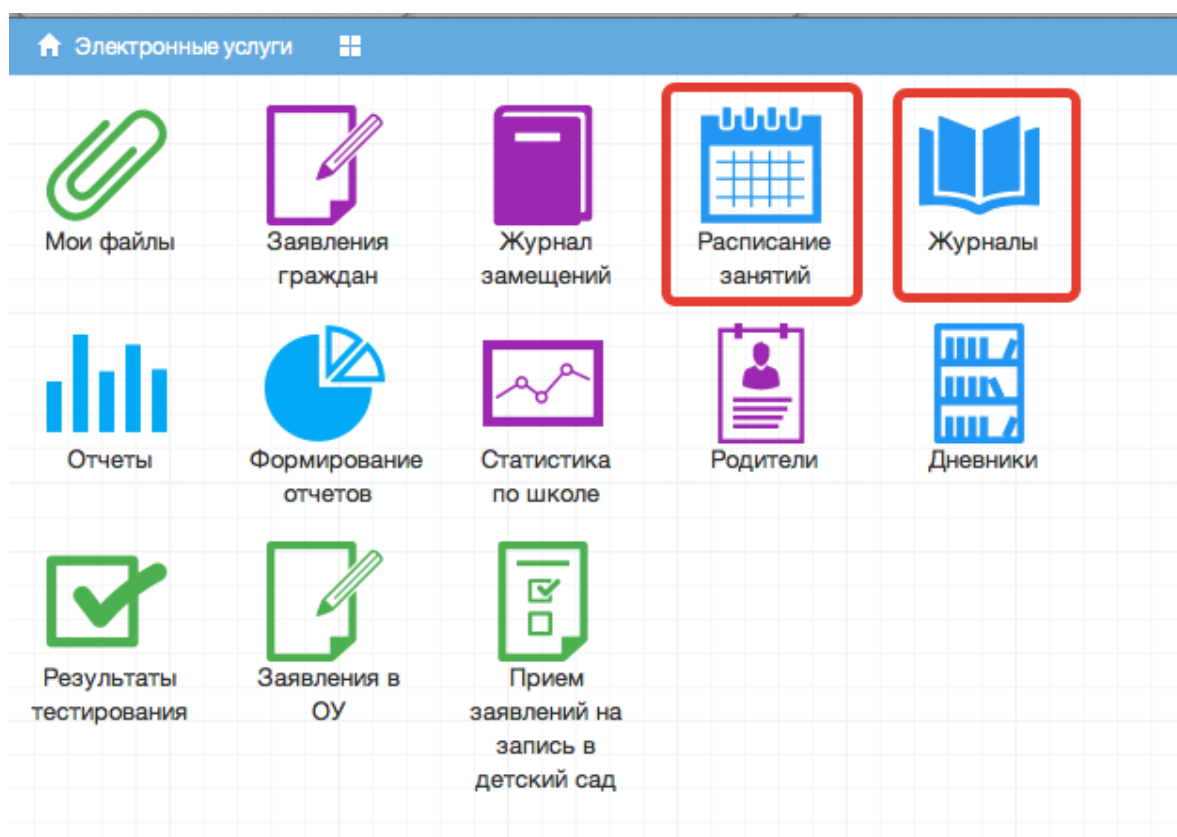 Электронные услуги
Мои файлы
Заявления
граждан
Журнал
замещений
Расписание
занятий
Журналы
Отчеты
Формирование
отчетов
Статистика
по школе
Родители
Дневники
Результаты
тестирования
Заявления в
ОУ
Прием
заявлений на
запись в
детский сад